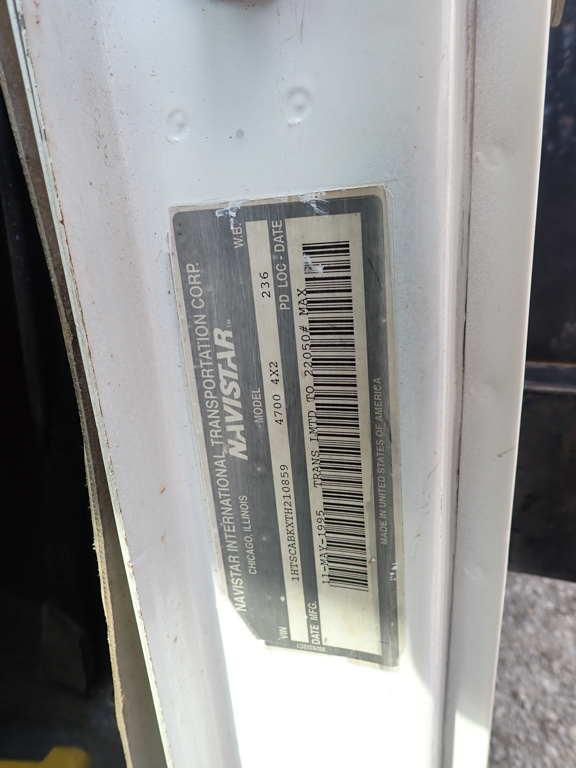 NAVISTAR INTERNATIONAL TRANSPORTATION CORP.
CHICAGO, ILLINOIS
NAVISTAR™
MODEL W.B.
4700 4X2 236
VIN
1HTSCABKXTH210859
DATE MFG. PD LOC - DATE
11-MAY-1995 TRANS LMTD TO 22050# MAX
MADE IN UNITED STATES OF AMERICA